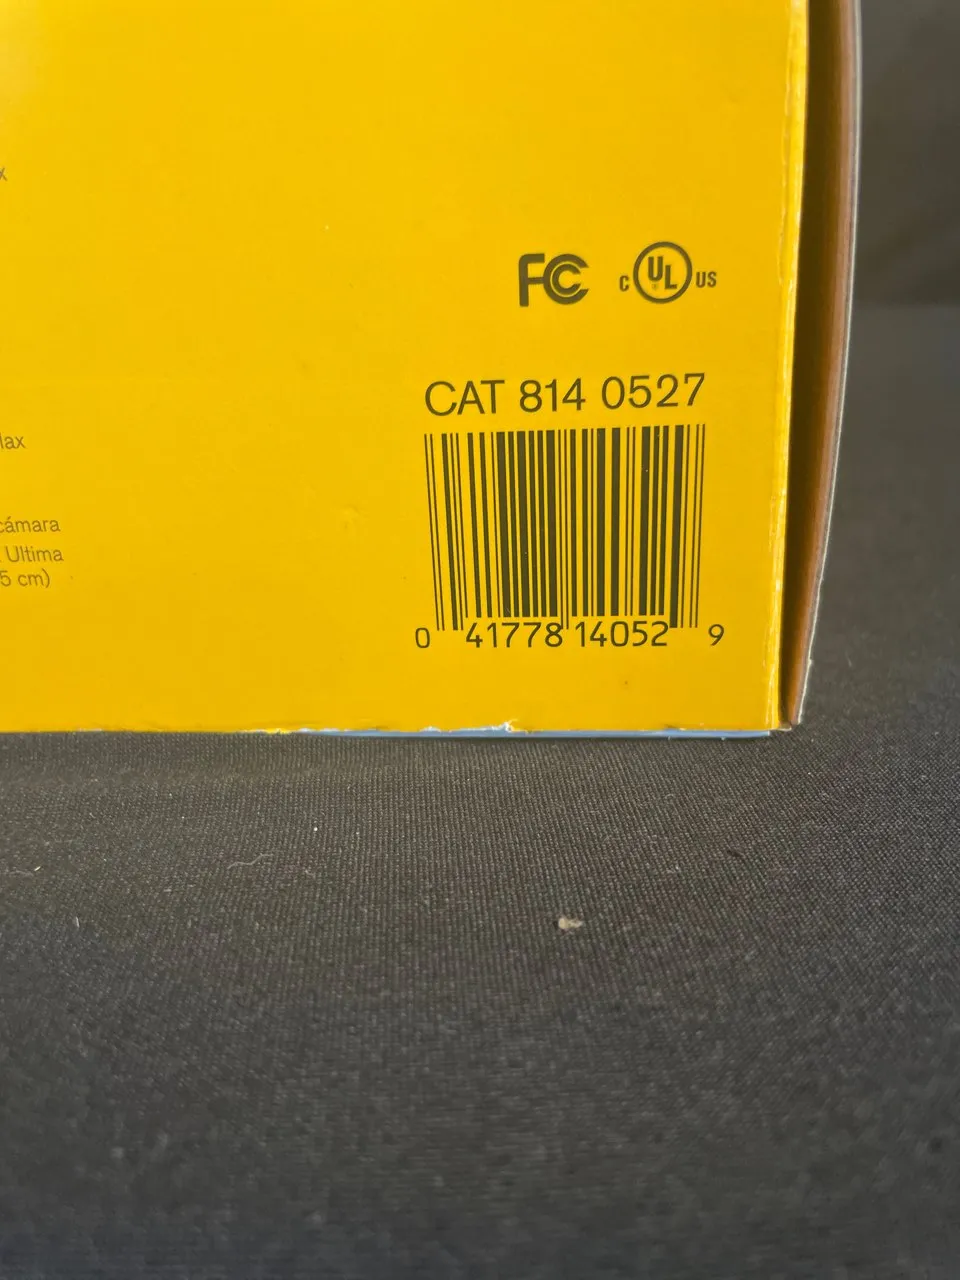 x
lax
cámara
Ultima
5 cm)
FC
C UL US
CAT 814 0527
0 41778 14052 9